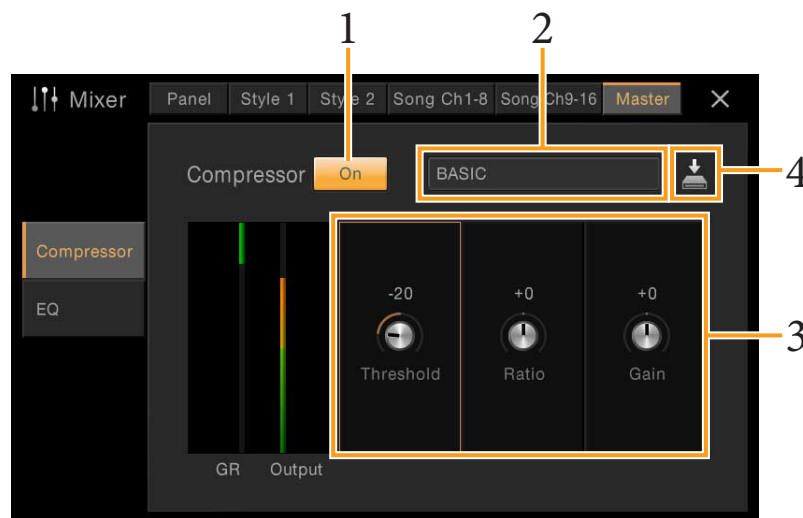 1 2
Mixer Panel Style 1 Style 2 Song Ch1-8 Song Ch9-16 Master
Compressor On BASIC 4
Compressor
EQ
-20 +0 +0
3
Threshold Ratio Gain
GR Output